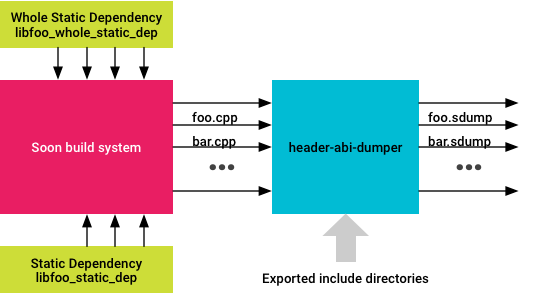 Whole Static Dependency
libfoo_whole_static_dep
Soon build system
foo.cpp
bar.cpp
•••
header-abi-dumper
foo.sdump
bar.sdump
•••
Static Dependency
libfoo_static_dep
Exported include directories